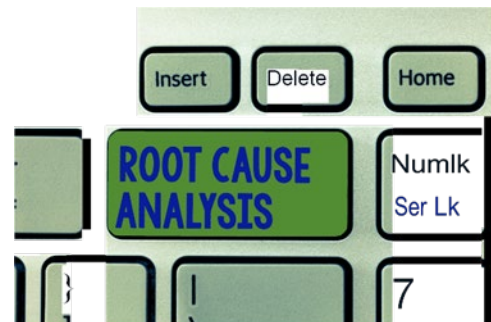 Insert
Delete
Home
ROOT CAUSE
ANALYSIS
Numlk
Ser Lk
}
|
7